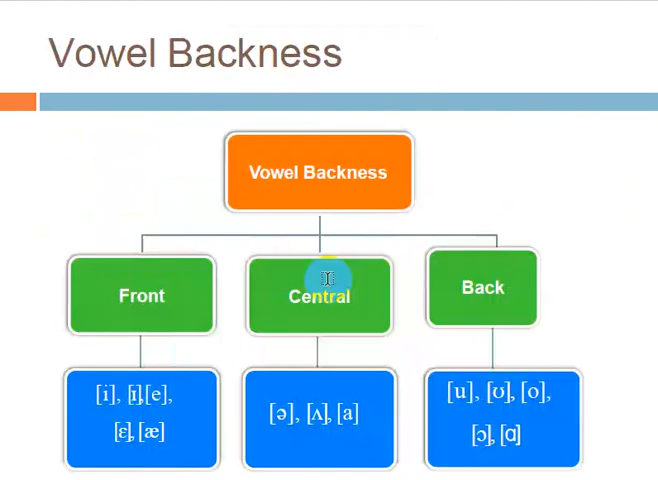 Vowel Backness
Vowel Backness
Front
Central
Back
[i], [ɪ],[e],
[ɛ], [æ]
[ə], [ʌ], [a]
[u], [ʊ], [o],
[ɔ], [ɑ]